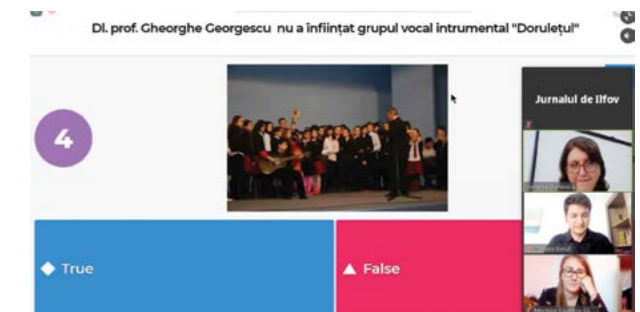 Dl. prof. Gheorghe Georgescu nu a înființat grupul vocal intrumental "Dorulețul"
4
Jurnalul de Ilfov
True
False